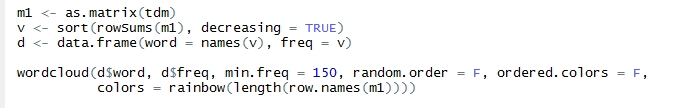 m1 <- as.matrix(tdm)
v <- sort(rowSums(m1), decreasing = TRUE)
d <- data.frame(word = names(v), freq = v)
wordcloud(d$word, d$freq, min.freq = 150, random.order = F, ordered.colors = F,
colors = rainbow(length(row.names(m1))))